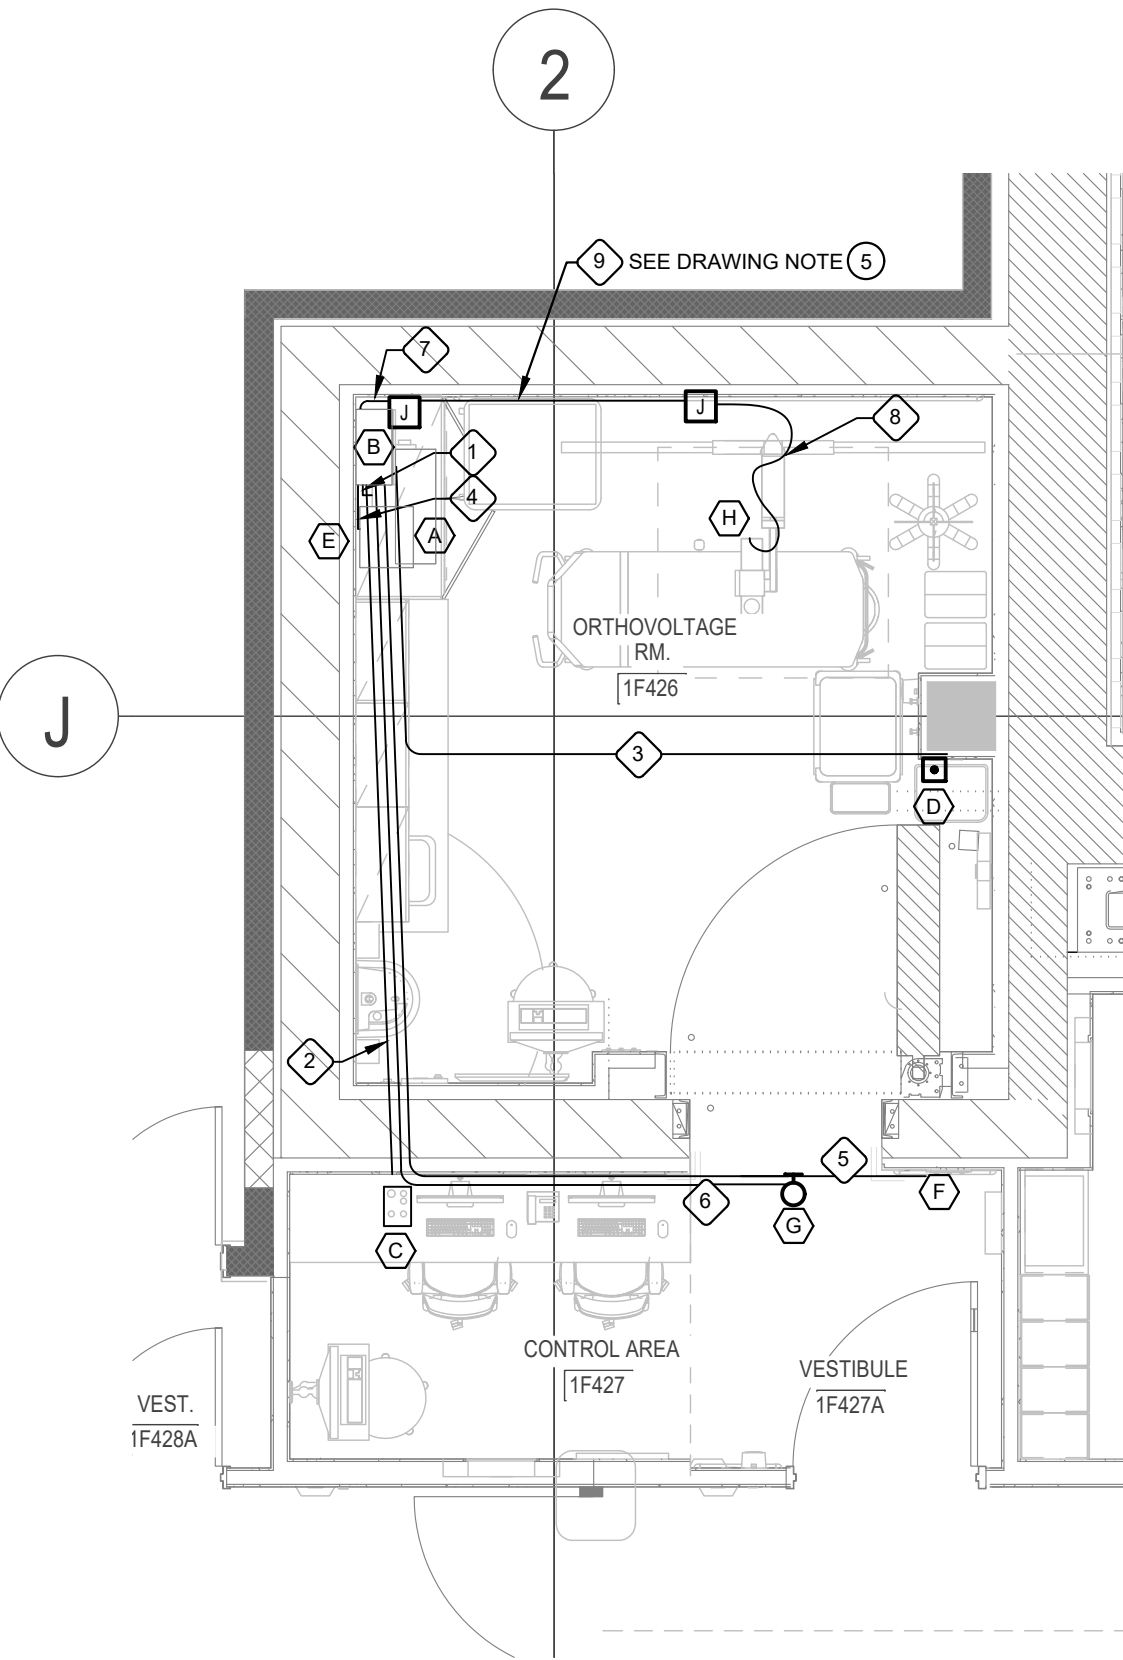 2
9 SEE DRAWING NOTE 5
7
J
J
8
B
1
4
H
E
A
ORTHOVOLTAGE
RM.
1F426
J
3
D
2
5
6
F
G
C
CONTROL AREA
1F427
VESTIBULE
1F427A
VEST.
1F428A